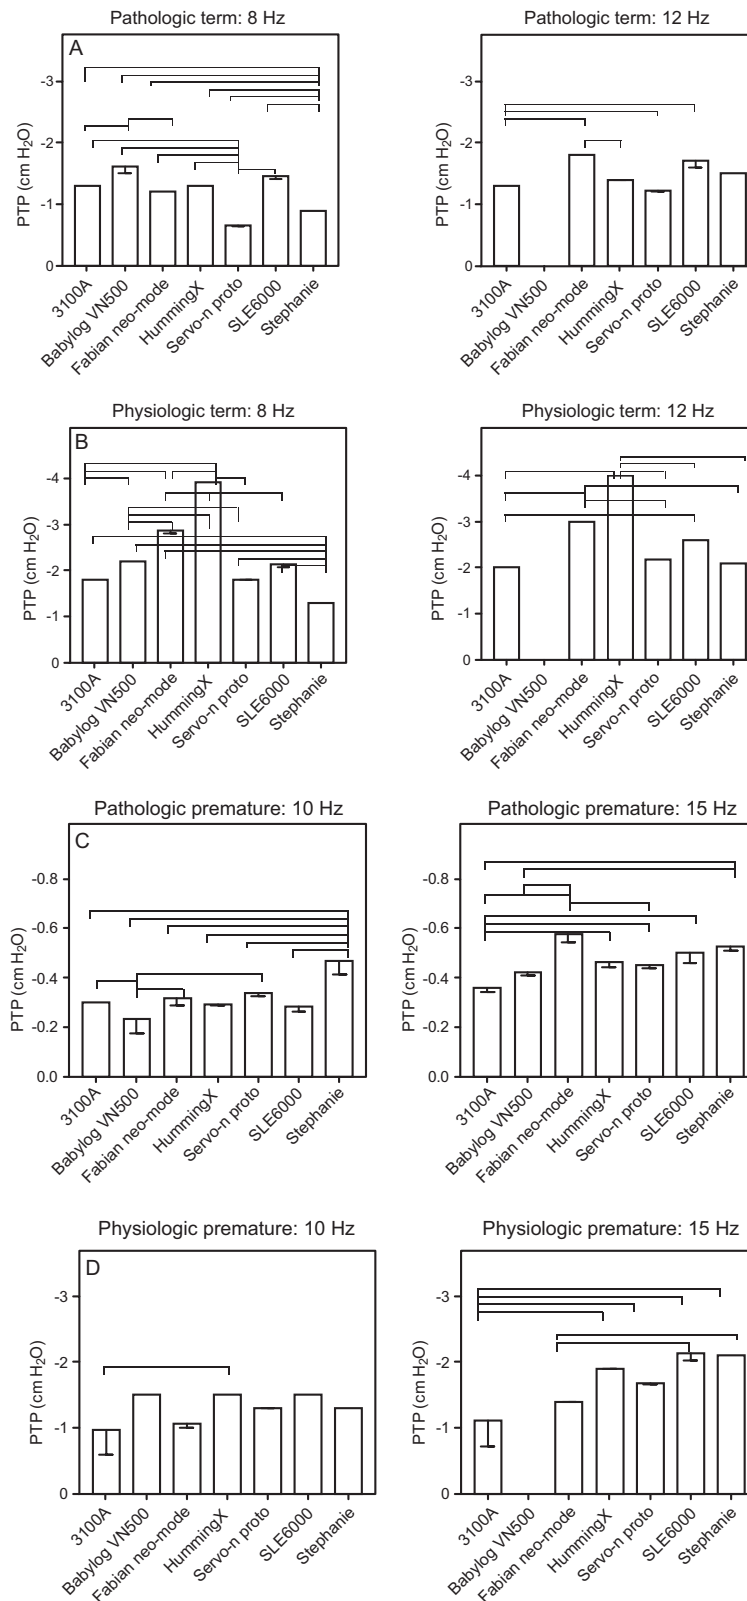 Pathologic term: 8 Hz
A
PTP (cm H₂O)
-3
-2
-1
0
3100A
Babylog VN500
Fabian neo-mode
HummingX
Servo-n proto
SLE6000
Stephanie
Pathologic term: 12 Hz
PTP (cm H₂O)
-3
-2
-1
0
3100A
Babylog VN500
Fabian neo-mode
HummingX
Servo-n proto
SLE6000
Stephanie
Physiologic term: 8 Hz
B
PTP (cm H₂O)
-4
-3
-2
-1
0
3100A
Babylog VN500
Fabian neo-mode
HummingX
Servo-n proto
SLE6000
Stephanie
Physiologic term: 12 Hz
PTP (cm H₂O)
-4
-3
-2
-1
0
3100A
Babylog VN500
Fabian neo-mode
HummingX
Servo-n proto
SLE6000
Stephanie
Pathologic premature: 10 Hz
C
PTP (cm H₂O)
-0.8
-0.6
-0.4
-0.2
0.0
3100A
Babylog VN500
Fabian neo-mode
HummingX
Servo-n proto
SLE6000
Stephanie
Pathologic premature: 15 Hz
PTP (cm H₂O)
-0.8
-0.6
-0.4
-0.2
0.0
3100A
Babylog VN500
Fabian neo-mode
HummingX
Servo-n proto
SLE6000
Stephanie
Physiologic premature: 10 Hz
D
PTP (cm H₂O)
-3
-2
-1
0
3100A
Babylog VN500
Fabian neo-mode
HummingX
Servo-n proto
SLE6000
Stephanie
Physiologic premature: 15 Hz
PTP (cm H₂O)
-3
-2
-1
0
3100A
Babylog VN500
Fabian neo-mode
HummingX
Servo-n proto
SLE6000
Stephanie